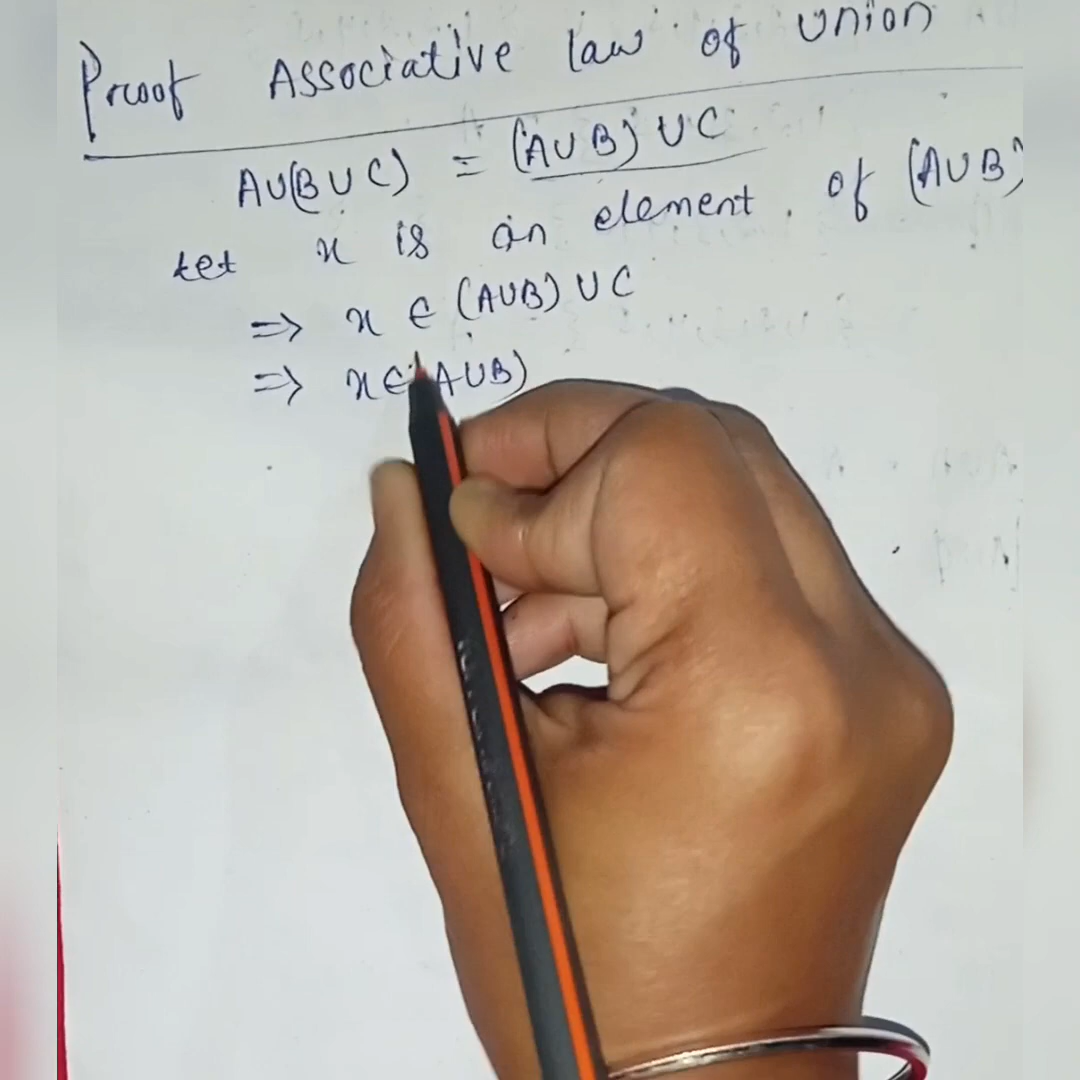 Proof Associative law of union
A∪(B∪C) = (A∪B)∪C
Let x is an element of (A∪B)
⇒ x ∈ (A∪B)∪C
⇒ x∈(A∪B)